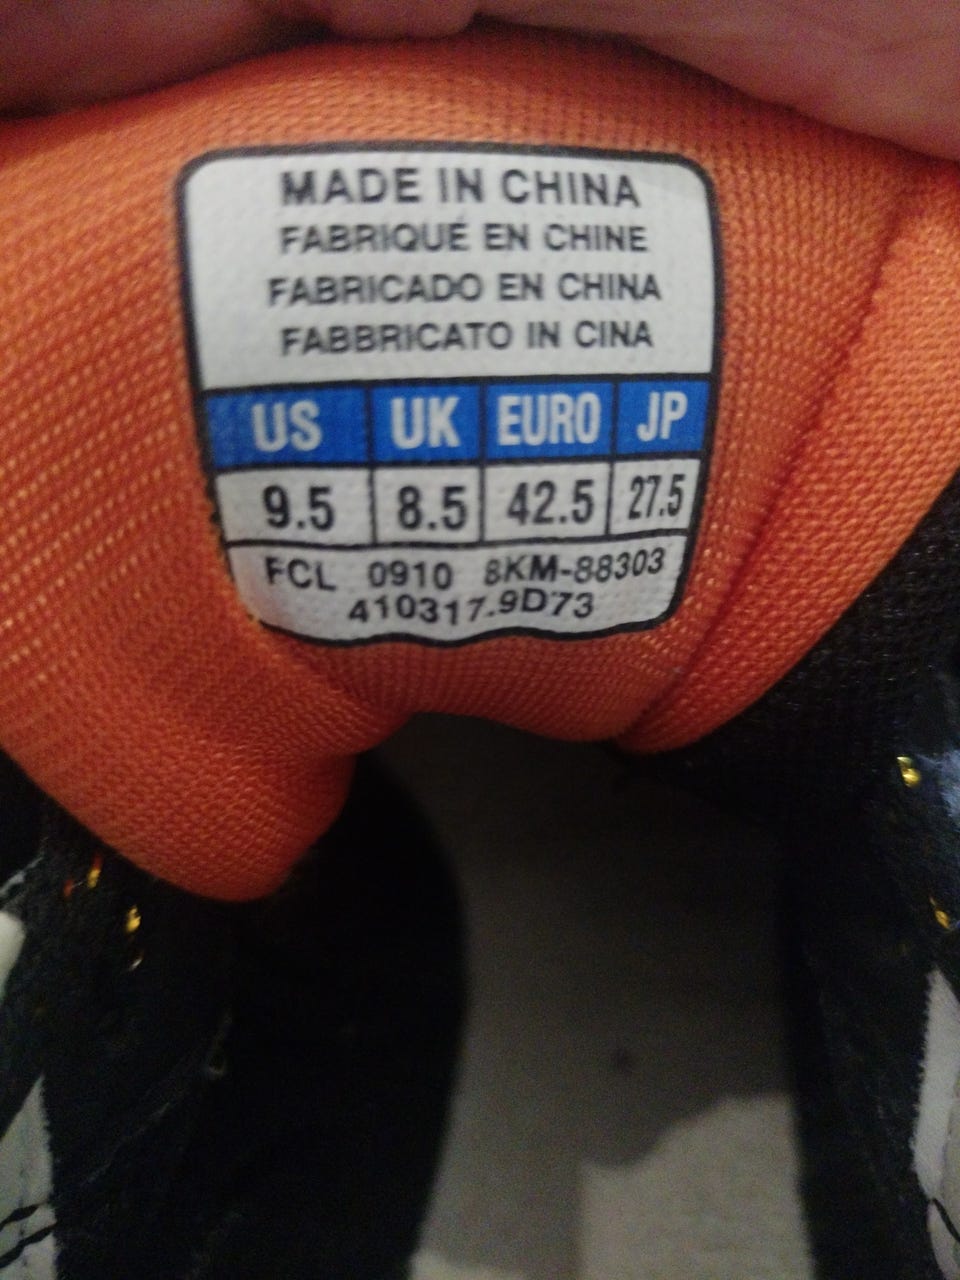 MADE IN CHINA
FABRIQUÉ EN CHINE
FABRICADO EN CHINA
FABBRICATO IN CINA
US UK EURO JP
9.5 8.5 42.5 27.5
FCL 0910 8KM-88303
410317.9D73